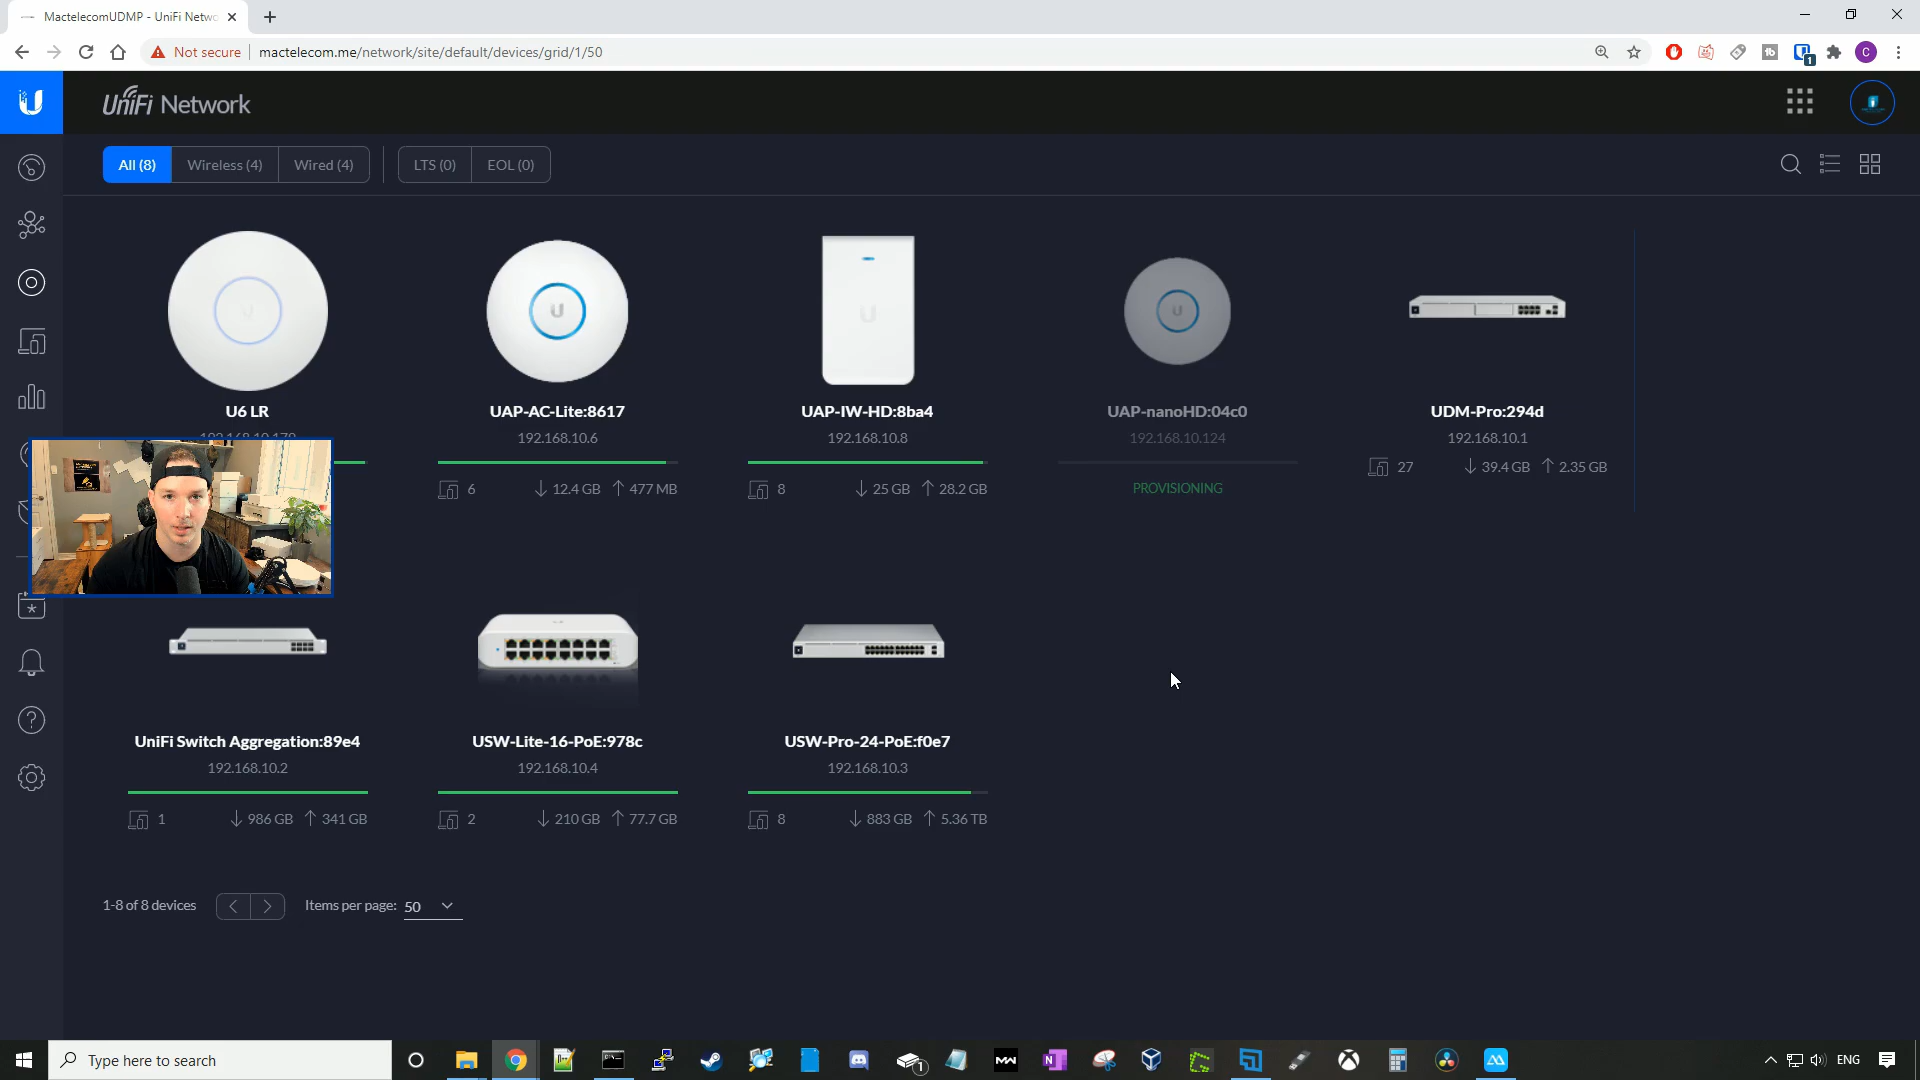 MactelecomUDMP - UniFi Netwo
Not secure
mactelecom.me/network/site/default/devices/grid/1/50
UniFi Network
All (8)
Wireless (4)
Wired (4)
LTS (0)
EOL (0)
U6 LR
UAP-AC-Lite:8617
UAP-IW-HD:8ba4
UAP-nanoHD:04c0
UDM-Pro:294d
192.168.10.6
192.168.10.8
192.168.10.124
192.168.10.1
6
12.4 GB
477 MB
8
25 GB
28.2 GB
PROVISIONING
27
39.4 GB
2.35 GB
UniFi Switch Aggregation:89e4
USW-Lite-16-PoE:978c
USW-Pro-24-PoE:f0e7
192.168.10.2
192.168.10.4
192.168.10.3
1
986 GB
341 GB
2
210 GB
77.7 GB
8
883 GB
5.36 TB
1-8 of 8 devices
Items per page:
50
Type here to search
ENG